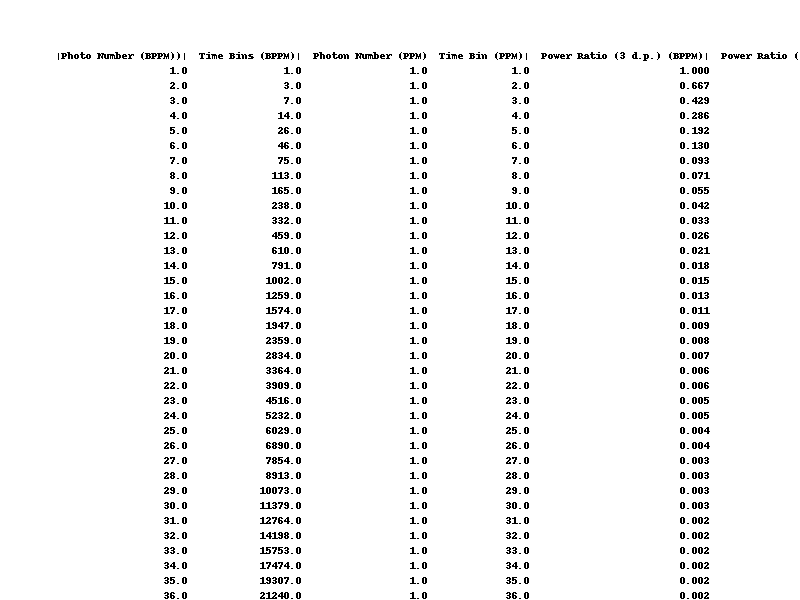 |Photo Number (BPPM))| Time Bins (BPPM)| Photon Number (PPM) Time Bin (PPM)| Power Ratio (3 d.p.) (BPPM)| Power Ratio (
1.0 1.0 1.0 1.0 1.000
2.0 3.0 1.0 2.0 0.667
3.0 7.0 1.0 3.0 0.429
4.0 14.0 1.0 4.0 0.286
5.0 26.0 1.0 5.0 0.192
6.0 46.0 1.0 6.0 0.130
7.0 75.0 1.0 7.0 0.093
8.0 113.0 1.0 8.0 0.071
9.0 165.0 1.0 9.0 0.055
10.0 238.0 1.0 10.0 0.042
11.0 332.0 1.0 11.0 0.033
12.0 459.0 1.0 12.0 0.026
13.0 610.0 1.0 13.0 0.021
14.0 791.0 1.0 14.0 0.018
15.0 1002.0 1.0 15.0 0.015
16.0 1259.0 1.0 16.0 0.013
17.0 1574.0 1.0 17.0 0.011
18.0 1947.0 1.0 18.0 0.009
19.0 2359.0 1.0 19.0 0.008
20.0 2834.0 1.0 20.0 0.007
21.0 3364.0 1.0 21.0 0.006
22.0 3909.0 1.0 22.0 0.006
23.0 4516.0 1.0 23.0 0.005
24.0 5232.0 1.0 24.0 0.005
25.0 6029.0 1.0 25.0 0.004
26.0 6890.0 1.0 26.0 0.004
27.0 7854.0 1.0 27.0 0.003
28.0 8913.0 1.0 28.0 0.003
29.0 10073.0 1.0 29.0 0.003
30.0 11379.0 1.0 30.0 0.003
31.0 12764.0 1.0 31.0 0.002
32.0 14198.0 1.0 32.0 0.002
33.0 15753.0 1.0 33.0 0.002
34.0 17474.0 1.0 34.0 0.002
35.0 19307.0 1.0 35.0 0.002
36.0 21240.0 1.0 36.0 0.002